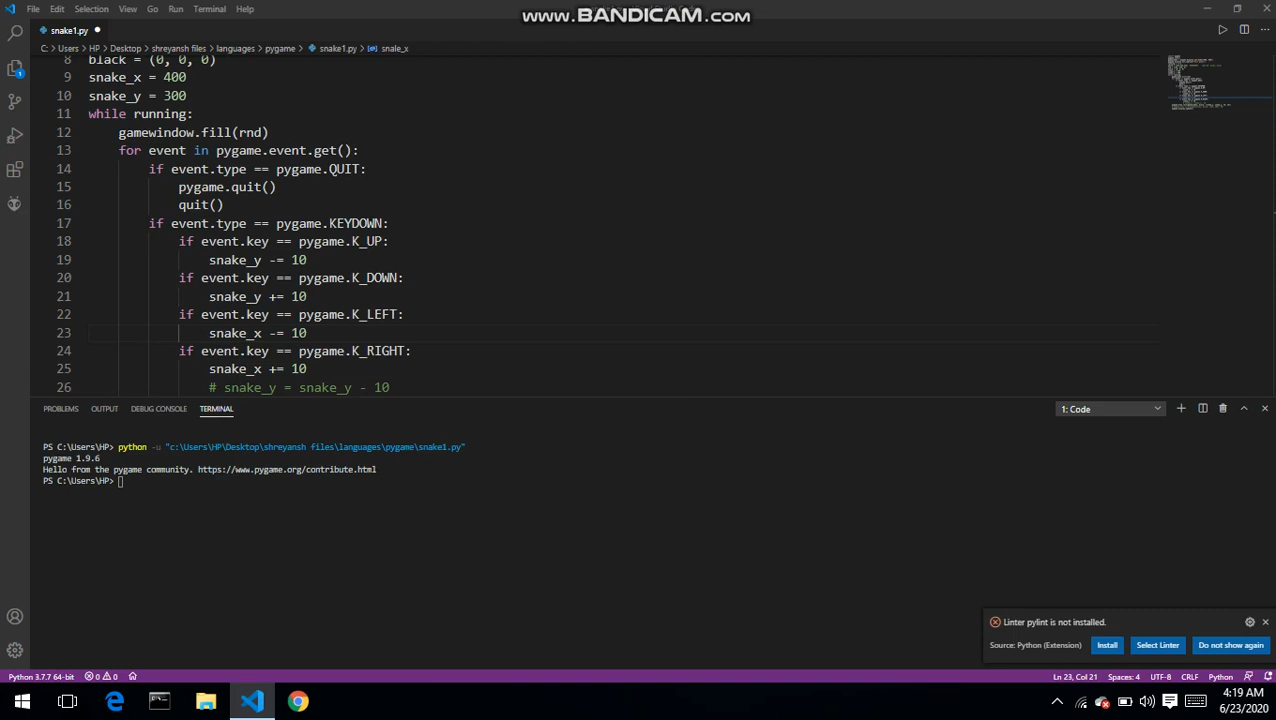 File Edit Selection View Go Run Terminal Help
www.BANDICAM.com
snake1.py
C: > Users > HP > Desktop > shreyansh files > languages > pygame > snake1.py > snale_x
8 black = (0, 0, 0)
9 snake_x = 400
10 snake_y = 300
11 while running:
12 gamewindow.fill(rnd)
13 for event in pygame.event.get():
14 if event.type == pygame.QUIT:
15 pygame.quit()
16 quit()
17 if event.type == pygame.KEYDOWN:
18 if event.key == pygame.K_UP:
19 snake_y -= 10
20 if event.key == pygame.K_DOWN:
21 snake_y += 10
22 if event.key == pygame.K_LEFT:
23 snake_x -= 10
24 if event.key == pygame.K_RIGHT:
25 snake_x += 10
26 # snake_y = snake_y - 10
PROBLEMS OUTPUT DEBUG CONSOLE TERMINAL 1: Code
PS C:\Users\HP> python -u "c:\Users\HP\Desktop\shreyansh files\languages\pygame\snake1.py"
pygame 1.9.6
Hello from the pygame community. https://www.pygame.org/contribute.html
PS C:\Users\HP>
Linter pylint is not installed.
Source: Python (Extension) Install Select Linter Do not show again
Python 3.7.7 64-bit 0 0 Ln 23, Col 21 Spaces: 4 UTF-8 CRLF Python
4:19 AM
6/23/2020